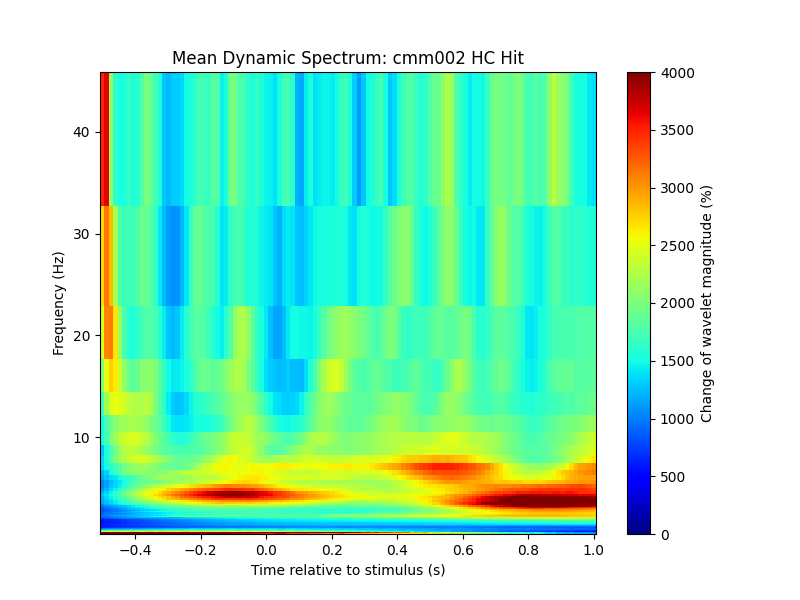 Mean Dynamic Spectrum: cmm002 HC Hit
Frequency (Hz)
40
30
20
10
−0.4 −0.2 0.0 0.2 0.4 0.6 0.8 1.0
Time relative to stimulus (s)
4000
3500
3000
2500
2000
1500
1000
500
0
Change of wavelet magnitude (%)